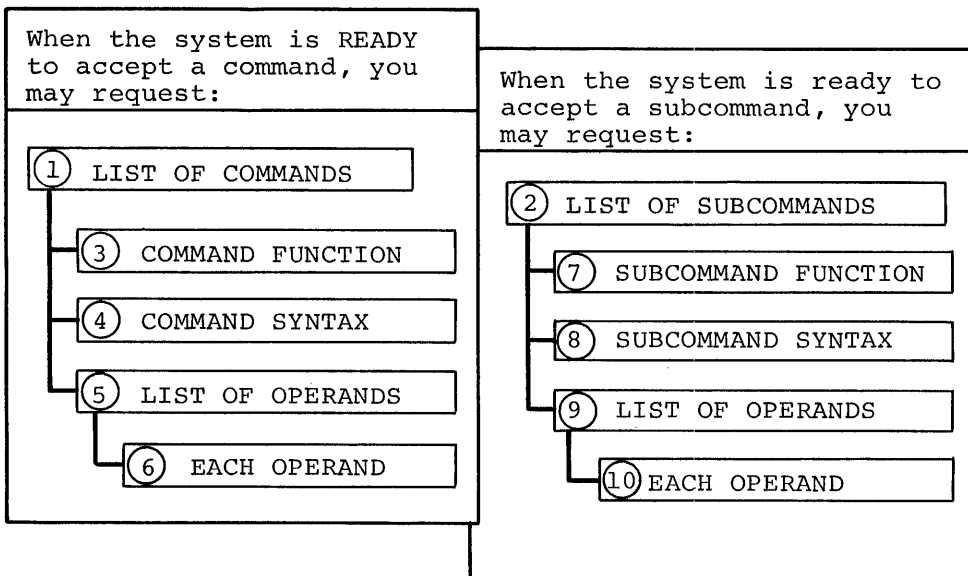 When the system is READY
to accept a command, you
may request:
1 LIST OF COMMANDS
3 COMMAND FUNCTION
4 COMMAND SYNTAX
5 LIST OF OPERANDS
6 EACH OPERAND
When the system is ready to
accept a subcommand, you
may request:
2 LIST OF SUBCOMMANDS
7 SUBCOMMAND FUNCTION
8 SUBCOMMAND SYNTAX
9 LIST OF OPERANDS
10 EACH OPERAND